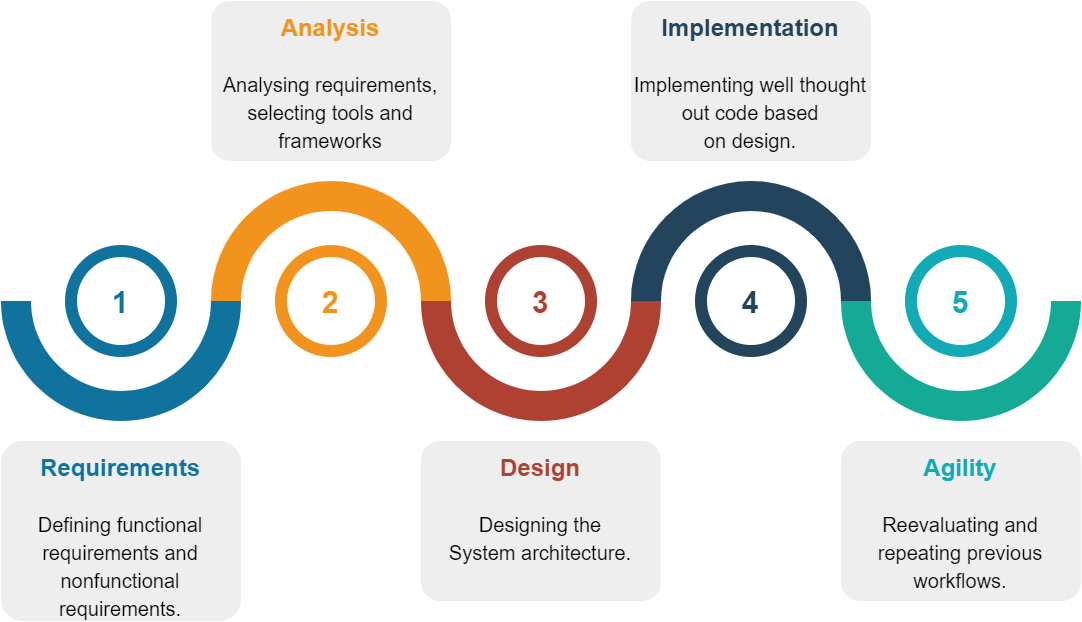 Analysis
Analysing requirements,
selecting tools and
frameworks
Implementation
Implementing well thought
out code based
on design.
1
2
3
4
5
Requirements
Defining functional
requirements and
nonfunctional
requirements.
Design
Designing the
System architecture.
Agility
Reevaluating and
repeating previous
workflows.